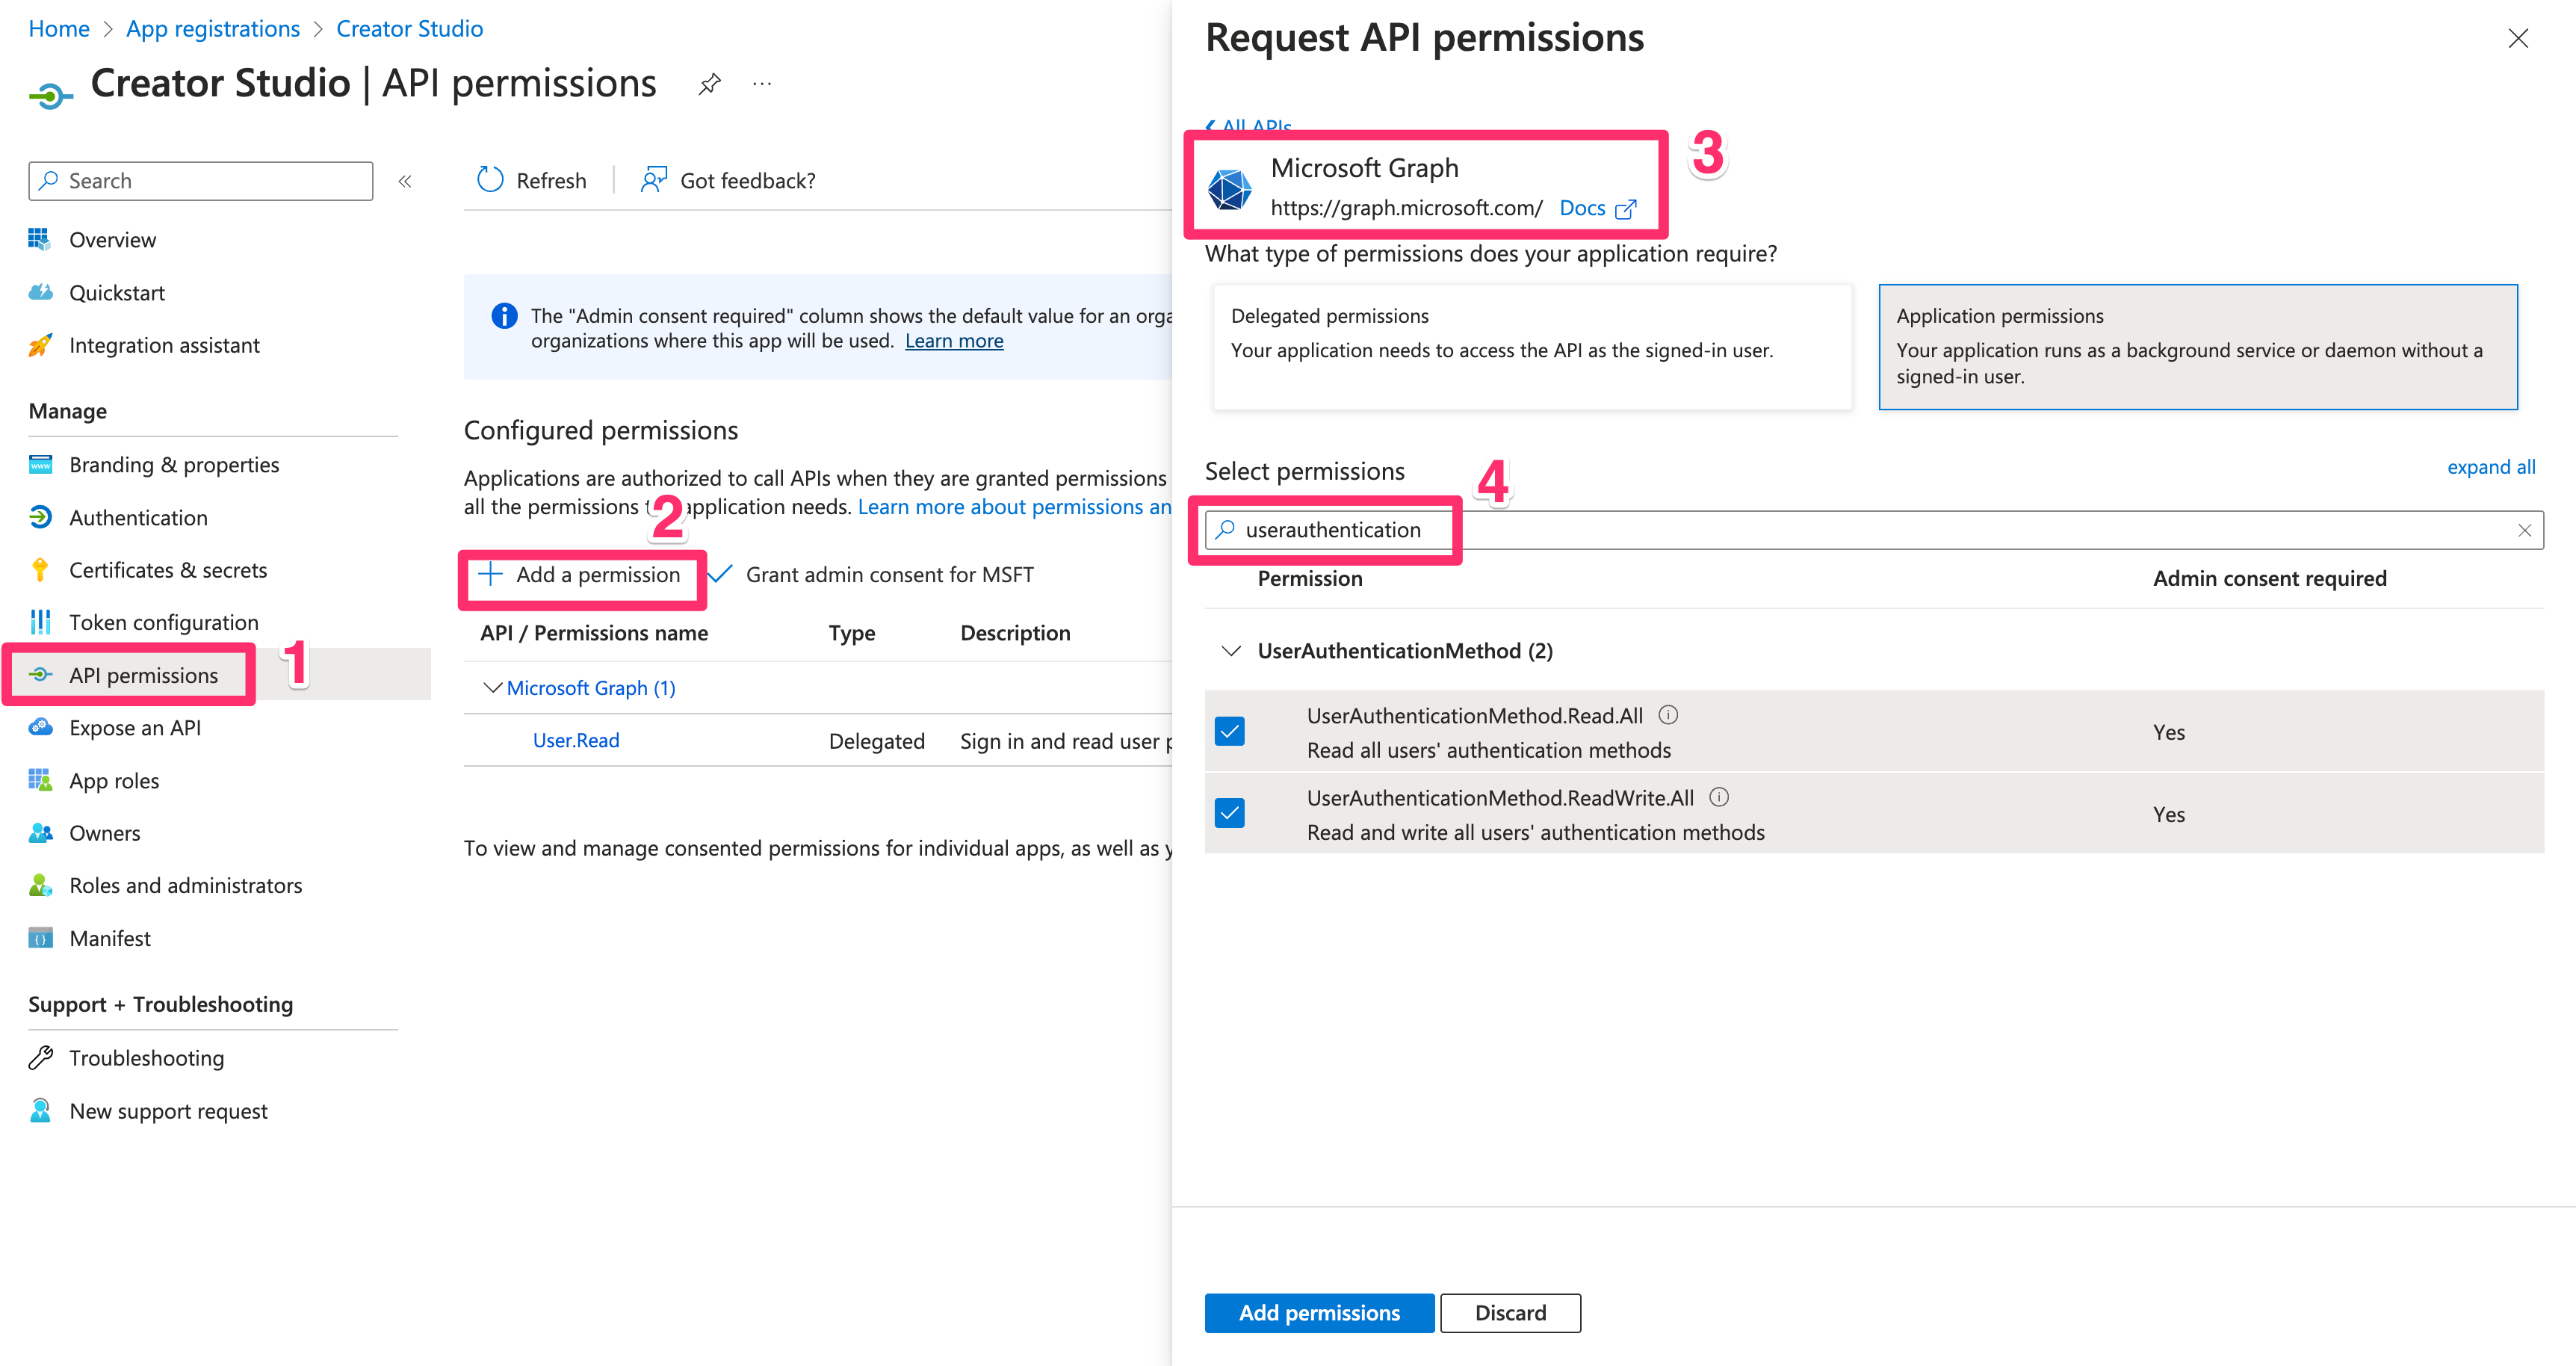 Home > App registrations > Creator Studio
Creator Studio | API permissions ...
Search
«
Overview
Quickstart
Integration assistant
Manage
Branding & properties
Authentication
Certificates & secrets
Token configuration
API permissions
1
Expose an API
App roles
Owners
Roles and administrators
Manifest
Support + Troubleshooting
Troubleshooting
New support request
Refresh
Got feedback?
The "Admin consent required" column shows the default value for an orga
organizations where this app will be used. Learn more
Configured permissions
Applications are authorized to call APIs when they are granted permissions
all the permissions t application needs. Learn more about permissions an
2
Add a permission
Grant admin consent for MSFT
API / Permissions name Type Description
Microsoft Graph (1)
User.Read Delegated Sign in and read user p
To view and manage consented permissions for individual apps, as well as y
Request API permissions
All APIs
Microsoft Graph
https://graph.microsoft.com/ Docs
3
What type of permissions does your application require?
Delegated permissions
Your application needs to access the API as the signed-in user.
Application permissions
Your application runs as a background service or daemon without a
signed-in user.
Select permissions
expand all
4
userauthentication
Permission Admin consent required
UserAuthenticationMethod (2)
UserAuthenticationMethod.Read.All
Read all users' authentication methods
Yes
UserAuthenticationMethod.ReadWrite.All
Read and write all users' authentication methods
Yes
Add permissions
Discard